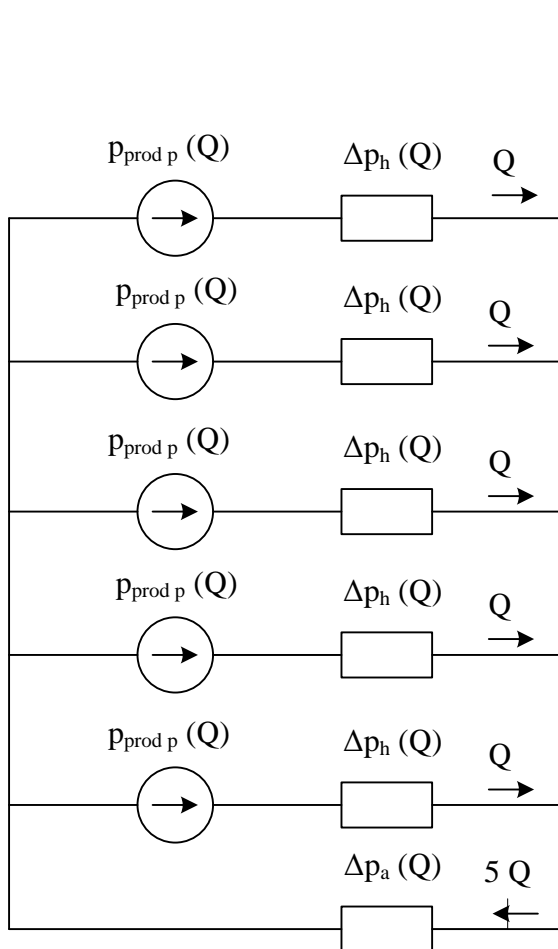 p_prod p (Q) Δp_h (Q) Q
p_prod p (Q) Δp_h (Q) Q
p_prod p (Q) Δp_h (Q) Q
p_prod p (Q) Δp_h (Q) Q
p_prod p (Q) Δp_h (Q) Q
Δp_a (Q) 5 Q